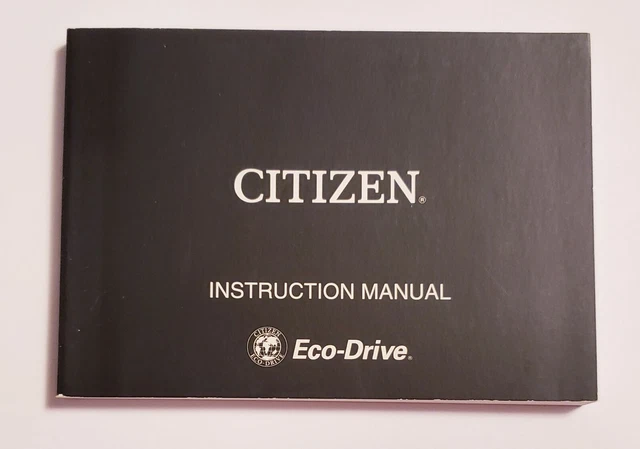 CITIZEN®
INSTRUCTION MANUAL
CITIZEN
ECO-DRIVE
Eco-Drive®